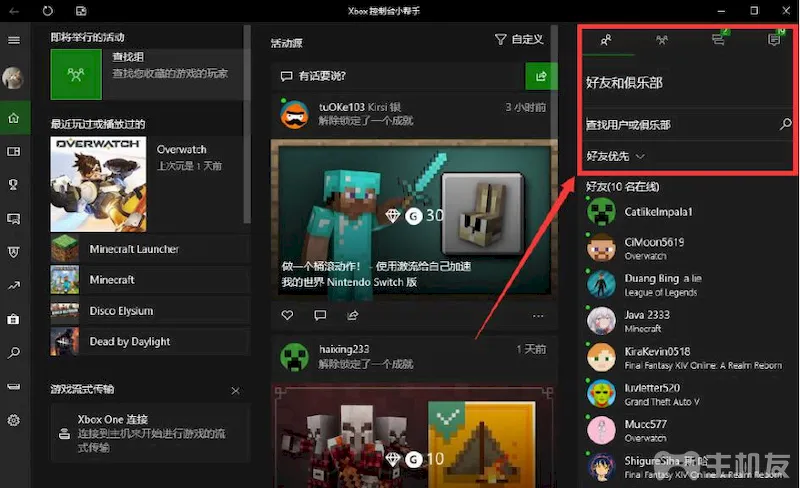 Xbox 控制台小帮手
即将举行的活动
查找组
查找您收藏的游戏的玩家
最近玩过或播放过的
OVERWATCH
Overwatch
上次玩是 1 天前
Minecraft Launcher
Minecraft
Disco Elysium
Dead by Daylight
游戏流式传输
Xbox One 连接
连接到主机来开始进行游戏的流
式传输
活动源
自定义
有话要说?
tuOKe103 Kirsi 银
3 小时前
解除锁定了一个成就
G 30
做一个桶滚动作! - 使用激流给自己加速
我的世界 Nintendo Switch 版
haixing233
1 天前
解除锁定了一个成就
G 10
2
好友和俱乐部
查找用户或俱乐部
好友优先
好友(10 名在线)
CatlikeImpala1
CiMoon5619
Overwatch
Duang Bing_a lie
League of Legends
Java 2333
Minecraft
KiraKevin0518
Final Fantasy XIV Online: A Realm Reborn
luvletter520
Grand Theft Auto V
Mucc577
Overwatch
Final Fantasy XIV Online: A Realm Reborn
主机友